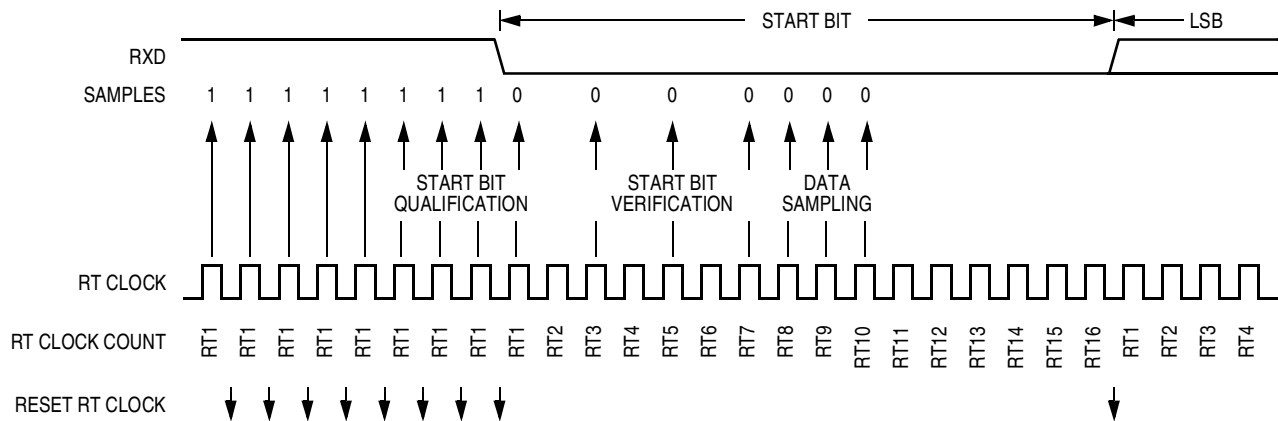 START BIT LSB
RXD
SAMPLES 1 1 1 1 1 1 1 1 0 0 0 0 0 0 0
START BIT QUALIFICATION
START BIT VERIFICATION
DATA SAMPLING
RT CLOCK
RT CLOCK COUNT RT1 RT1 RT1 RT1 RT1 RT1 RT1 RT1 RT1 RT2 RT3 RT4 RT5 RT6 RT7 RT8 RT9 RT10 RT11 RT12 RT13 RT14 RT15 RT16 RT1 RT2 RT3 RT4
RESET RT CLOCK